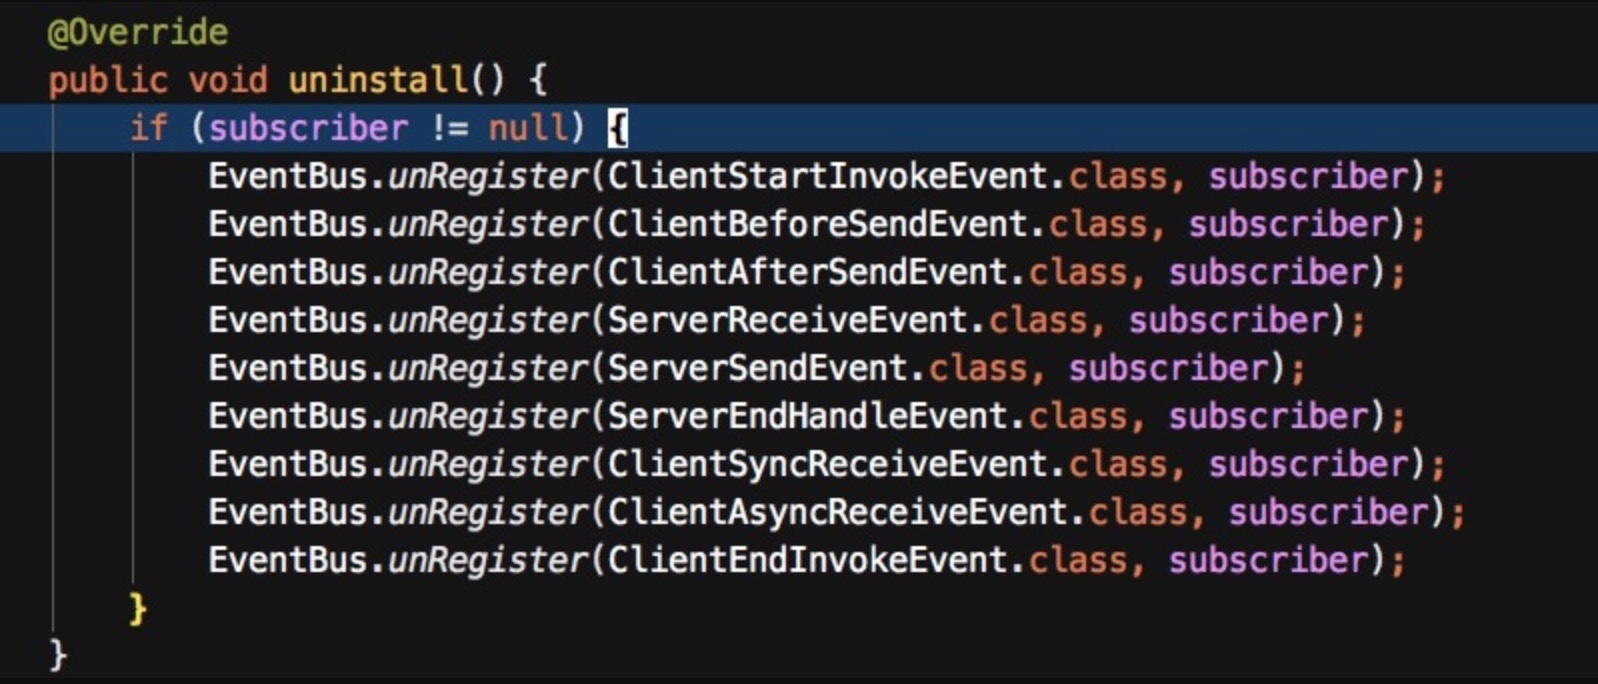 @Override
public void uninstall() {
if (subscriber != null) {
EventBus.unRegister(ClientStartInvokeEvent.class, subscriber);
EventBus.unRegister(ClientBeforeSendEvent.class, subscriber);
EventBus.unRegister(ClientAfterSendEvent.class, subscriber);
EventBus.unRegister(ServerReceiveEvent.class, subscriber);
EventBus.unRegister(ServerSendEvent.class, subscriber);
EventBus.unRegister(ServerEndHandleEvent.class, subscriber);
EventBus.unRegister(ClientSyncReceiveEvent.class, subscriber);
EventBus.unRegister(ClientAsyncReceiveEvent.class, subscriber);
EventBus.unRegister(ClientEndInvokeEvent.class, subscriber);
}
}